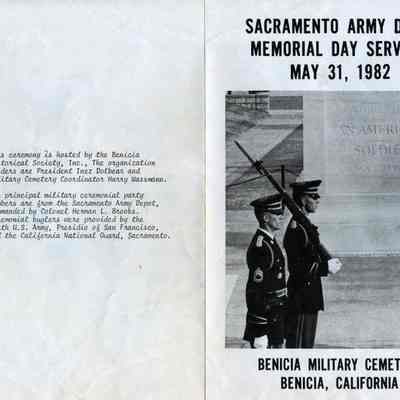 s ceremony is hosted by the Benicia
torical Society, Inc., The organization
ders are President Inez Dolbear and
itary Cemetery Coordinator Harry Wassmann.
principal military ceremonial party
bers are from the Sacramento Army Depot,
manded by Colonel Herman L. Brooks.
emonial buglers were provided by the
th U.S. Army, Presidio of San Francisco,
the California National Guard, Sacramento.
SACRAMENTO ARMY D
MEMORIAL DAY SERV
MAY 31, 1982
AN AMERI
SOLDIE
BENICIA MILITARY CEMET
BENICIA, CALIFORNIA